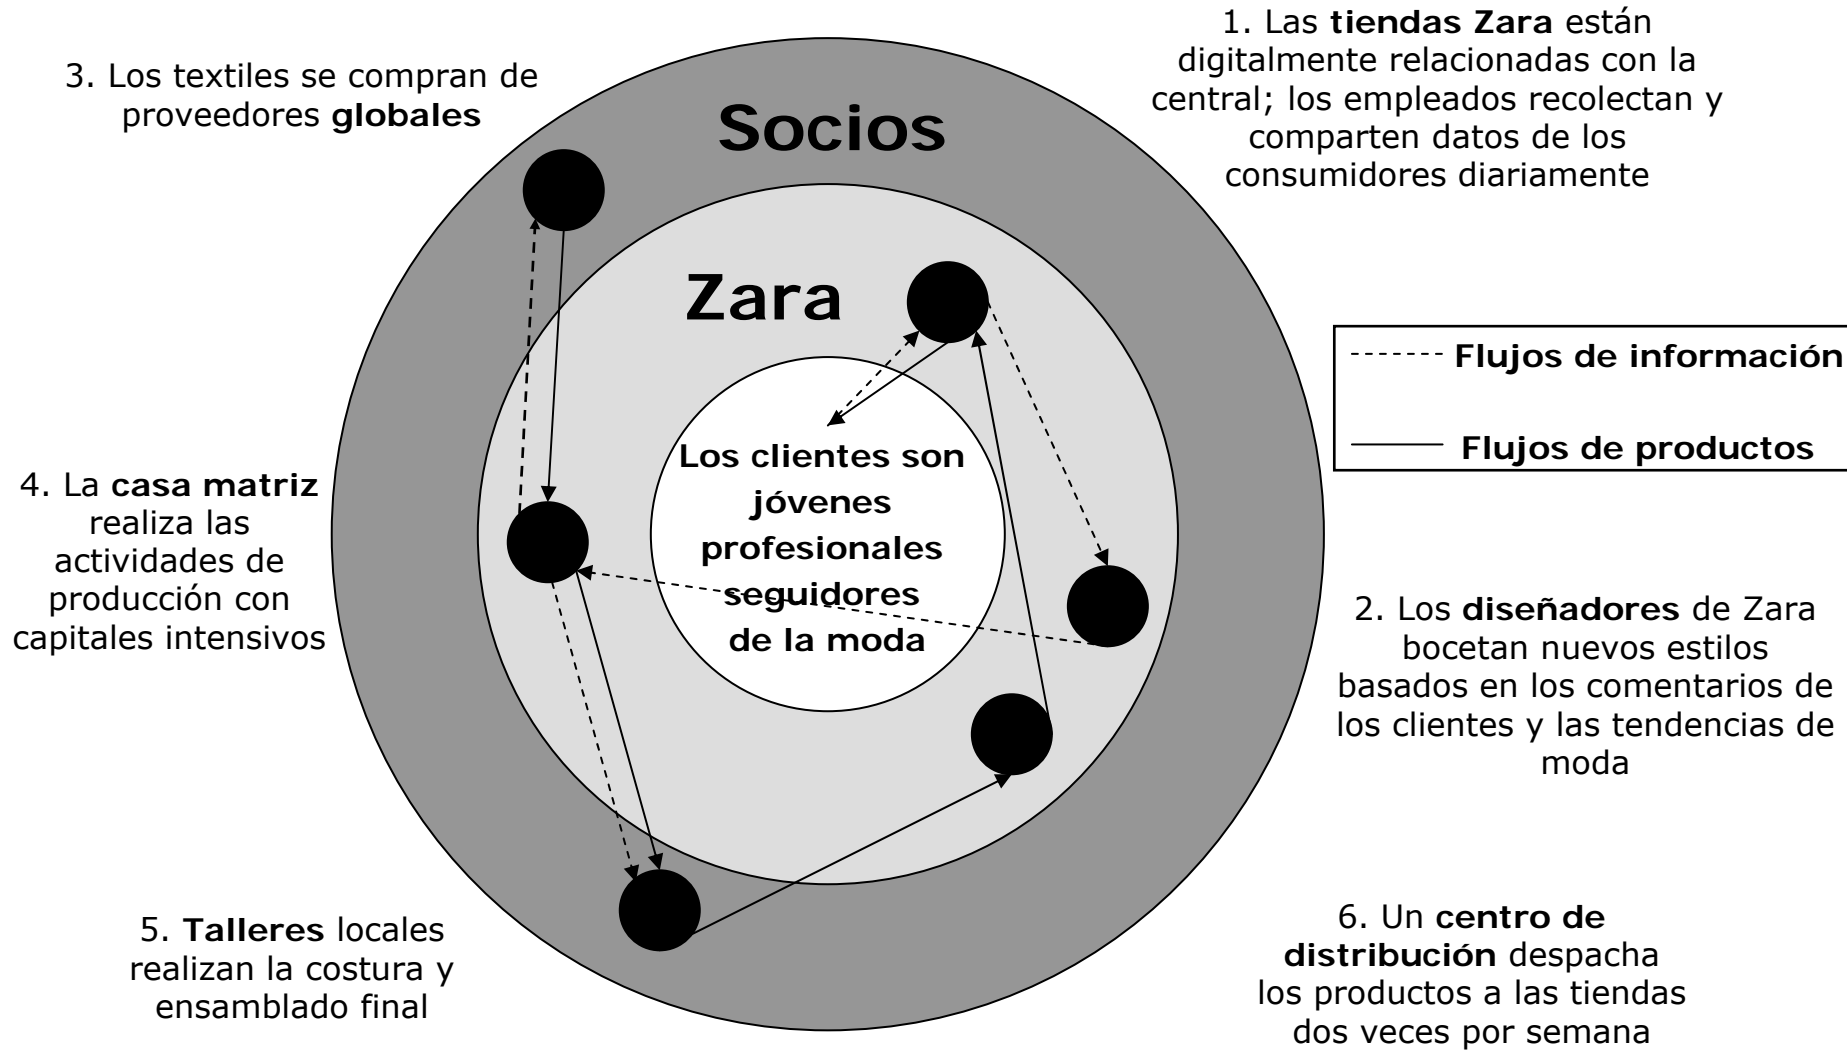 1. Las tiendas Zara están
digitalmente relacionadas con la
central; los empleados recolectan y
comparten datos de los
consumidores diariamente
3. Los textiles se compran de
proveedores globales
Socios
Zara
Flujos de información
Flujos de productos
Los clientes son
jóvenes
profesionales
seguidores
de la moda
4. La casa matriz
realiza las
actividades de
producción con
capitales intensivos
2. Los diseñadores de Zara
bocetan nuevos estilos
basados en los comentarios de
los clientes y las tendencias de
moda
5. Talleres locales
realizan la costura y
ensamblado final
6. Un centro de
distribución despacha
los productos a las tiendas
dos veces por semana